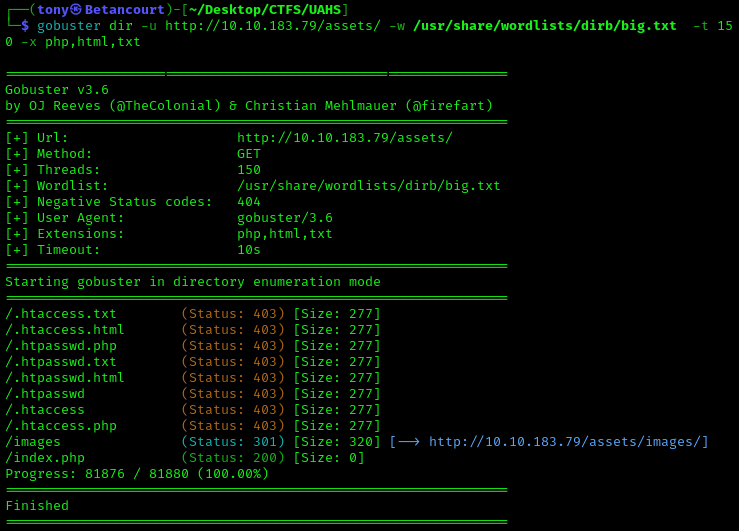 ┌──(tony㉿Betancourt)-[~/Desktop/CTFS/UAHS]
└─$ gobuster dir -u http://10.10.183.79/assets/ -w /usr/share/wordlists/dirb/big.txt  -t 15
0 -x php,html,txt
===============================================================
Gobuster v3.6
by OJ Reeves (@TheColonial) & Christian Mehlmauer (@firefart)
===============================================================
[+] Url:                     http://10.10.183.79/assets/
[+] Method:                  GET
[+] Threads:                 150
[+] Wordlist:                /usr/share/wordlists/dirb/big.txt
[+] Negative Status codes:   404
[+] User Agent:              gobuster/3.6
[+] Extensions:              php,html,txt
[+] Timeout:                 10s
===============================================================
Starting gobuster in directory enumeration mode
===============================================================
/.htaccess.txt        (Status: 403) [Size: 277]
/.htaccess.html       (Status: 403) [Size: 277]
/.htpasswd.php        (Status: 403) [Size: 277]
/.htpasswd.txt        (Status: 403) [Size: 277]
/.htpasswd.html       (Status: 403) [Size: 277]
/.htpasswd            (Status: 403) [Size: 277]
/.htaccess            (Status: 403) [Size: 277]
/.htaccess.php        (Status: 403) [Size: 277]
/images               (Status: 301) [Size: 320] [--> http://10.10.183.79/assets/images/]
/index.php            (Status: 200) [Size: 0]
Progress: 81876 / 81880 (100.00%)
===============================================================
Finished
===============================================================